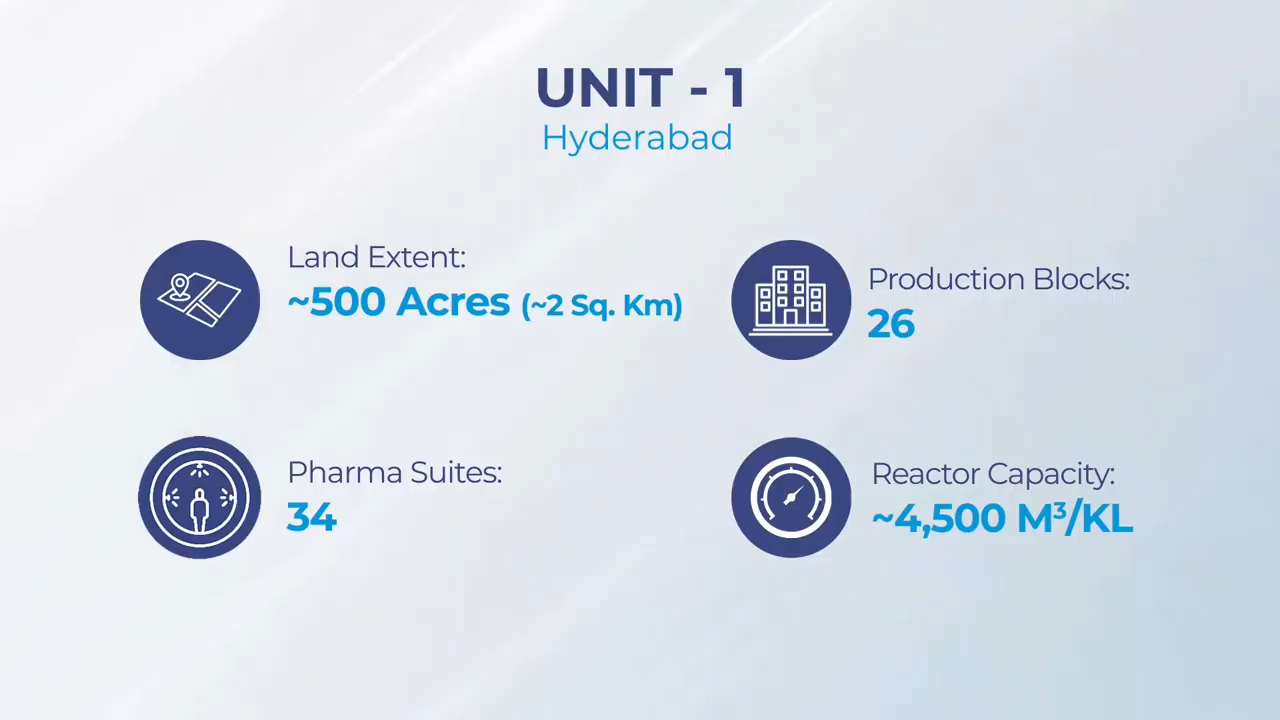 UNIT - 1
Hyderabad
Land Extent:
~500 Acres (~2 Sq. Km)
Production Blocks:
26
Pharma Suites:
34
Reactor Capacity:
~4,500 M³/KL